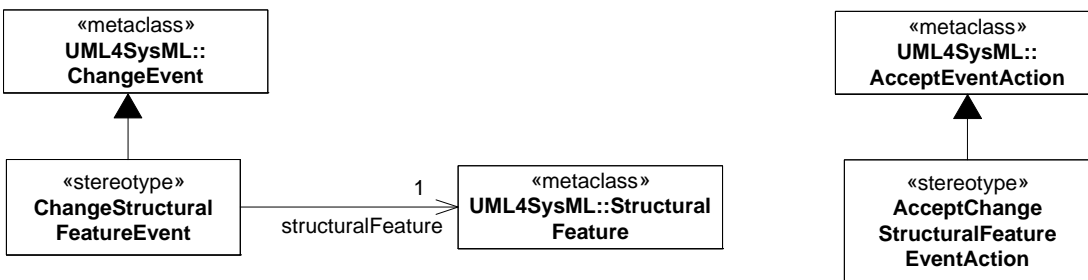 «metaclass»
UML4SysML::
ChangeEvent
«metaclass»
UML4SysML::
AcceptEventAction
«stereotype»
ChangeStructural
FeatureEvent
1
structuralFeature
«metaclass»
UML4SysML::Structural
Feature
«stereotype»
AcceptChange
StructuralFeature
EventAction